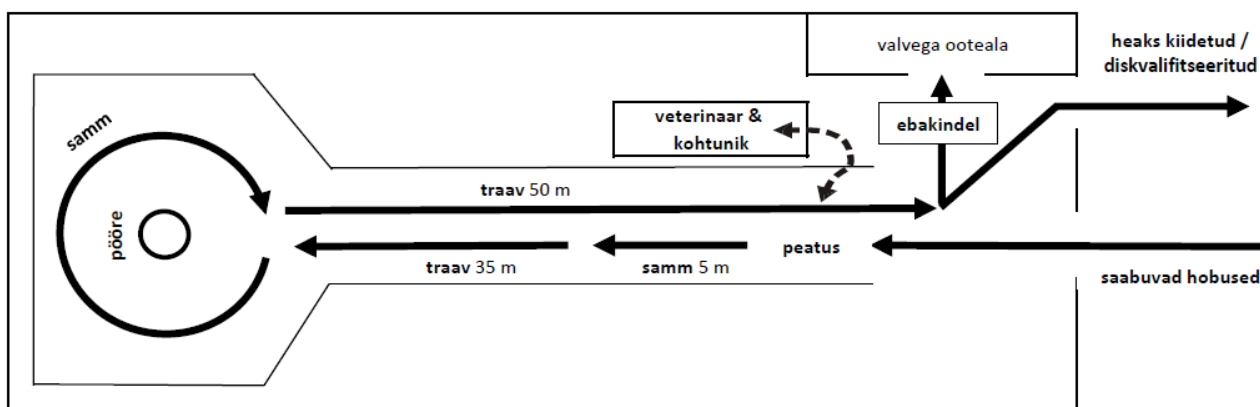 valvega ooteala
heaks kiidetud /
diskvalifitseeritud
samm
veterinaar &
kohtunik
ebakindel
traav 50 m
pööre
peatus
traav 35 m
samm 5 m
saabuvad hobused